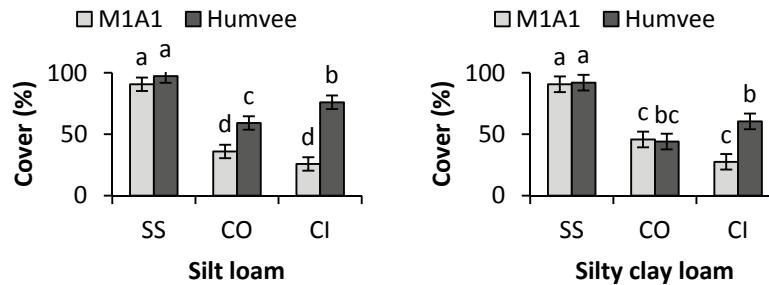 M1A1 Humvee
Cover (%)
100
50
0
a a
d c
d b
SS CO CI
Silt loam
M1A1 Humvee
Cover (%)
100
50
0
a a
c bc
c b
SS CO CI
Silty clay loam